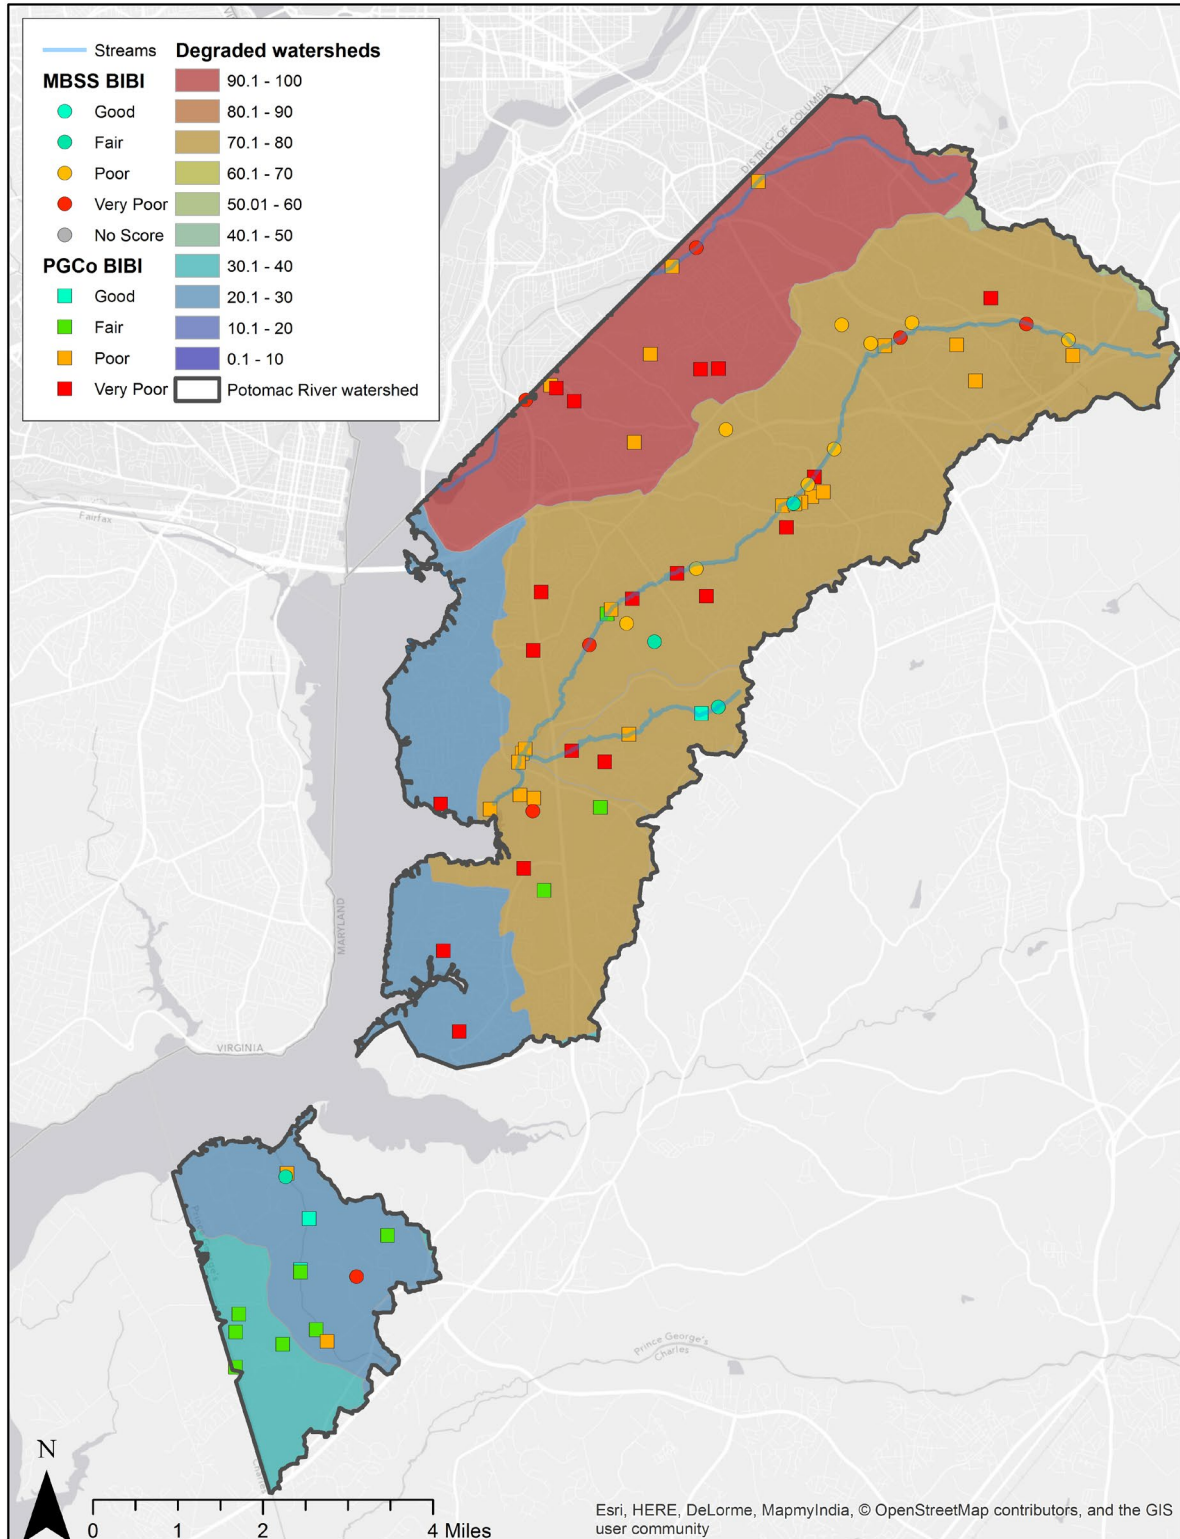 Streams
MBSS BIBI
Good
Fair
Poor
Very Poor
No Score
PGCo BIBI
Good
Fair
Poor
Very Poor
Degraded watersheds
90.1 - 100
80.1 - 90
70.1 - 80
60.1 - 70
50.01 - 60
40.1 - 50
30.1 - 40
20.1 - 30
10.1 - 20
0.1 - 10
Potomac River watershed
DISTRICT OF COLUMBIA
Fairfax
MARYLAND
VIRGINIA
Prince George's
Charles
N
0 1 2 4 Miles
Esri, HERE, DeLorme, MapmyIndia, © OpenStreetMap contributors, and the GIS
user community